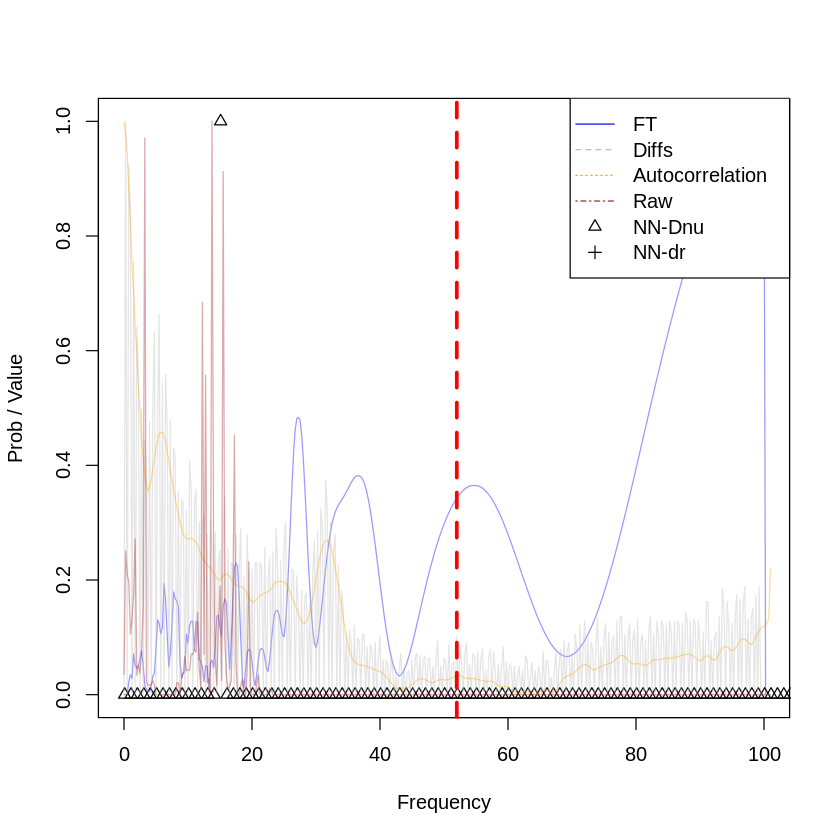 FT
Diffs
Autocorrelation
Raw
NN-Dnu
NN-dr
Prob / Value
1.0
0.8
0.6
0.4
0.2
0.0
0 20 40 60 80 100
Frequency